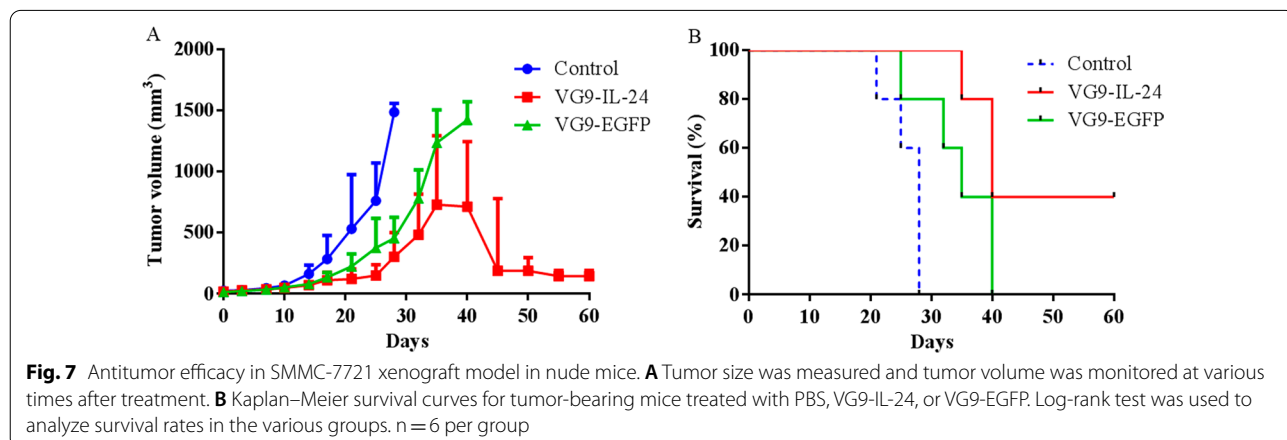 A
2000
1500
1000
500
0
0
10
20
30
40
50
60
Tumor volume (mm³)
Days
Control
VG9-IL-24
VG9-EGFP
B
100
80
60
40
20
0
0
10
20
30
40
50
60
Survival (%)
Days
Control
VG9-IL-24
VG9-EGFP
Fig. 7 Antitumor efficacy in SMMC-7721 xenograft model in nude mice. A Tumor size was measured and tumor volume was monitored at various
times after treatment. B Kaplan–Meier survival curves for tumor-bearing mice treated with PBS, VG9-IL-24, or VG9-EGFP. Log-rank test was used to
analyze survival rates in the various groups. n = 6 per group